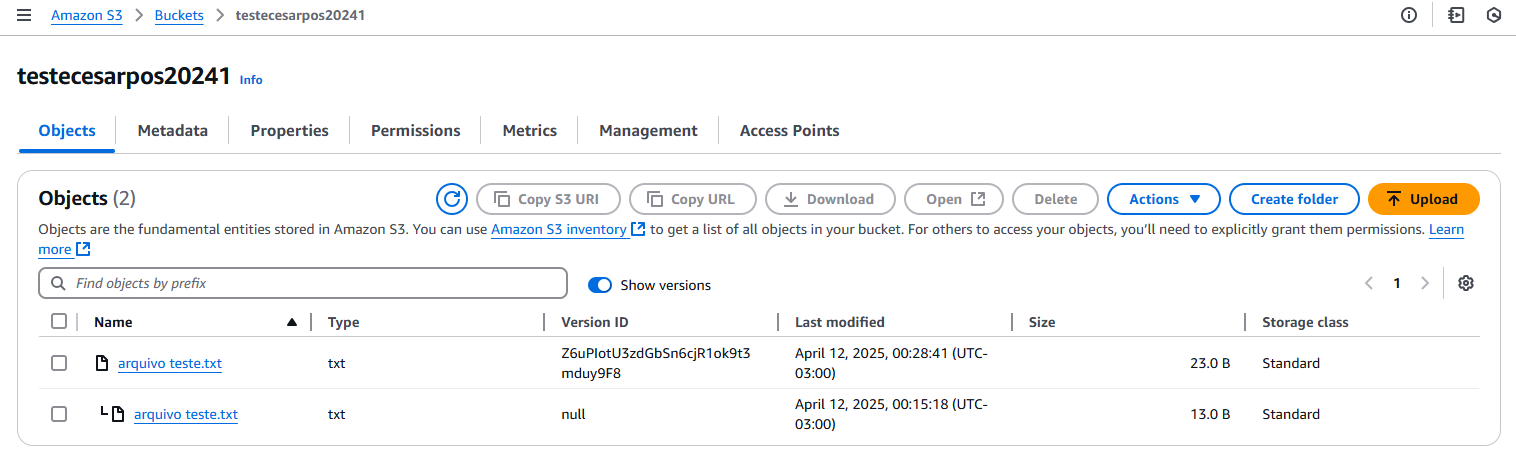 Amazon S3 > Buckets > testecesarpos20241
testecesarpos20241 Info
Objects Metadata Properties Permissions Metrics Management Access Points
Objects (2) Copy S3 URI Copy URL Download Open Delete Actions Create folder Upload
Objects are the fundamental entities stored in Amazon S3. You can use Amazon S3 inventory to get a list of all objects in your bucket. For others to access your objects, you'll need to explicitly grant them permissions. Learn
more
Find objects by prefix Show versions 1
Name Type Version ID Last modified Size Storage class
arquivo teste.txt txt Z6uPIotU3zdGbSn6cjR1ok9t3 April 12, 2025, 00:28:41 (UTC- 23.0 B Standard
mduy9F8 03:00)
arquivo teste.txt txt null April 12, 2025, 00:15:18 (UTC- 13.0 B Standard
03:00)